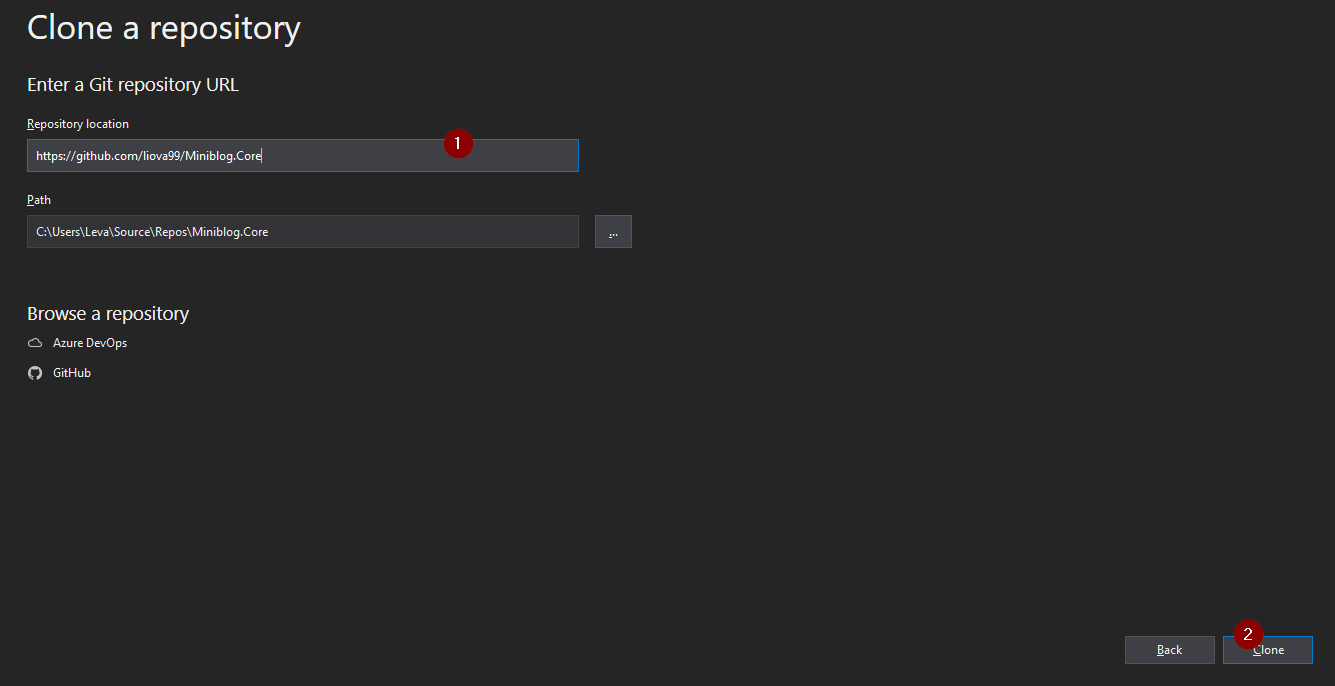 Clone a repository
Enter a Git repository URL
Repository location
1
https://github.com/liova99/Miniblog.Core
Path
C:\Users\Leva\Source\Repos\Miniblog.Core
...
Browse a repository
Azure DevOps
GitHub
2
Back
Clone